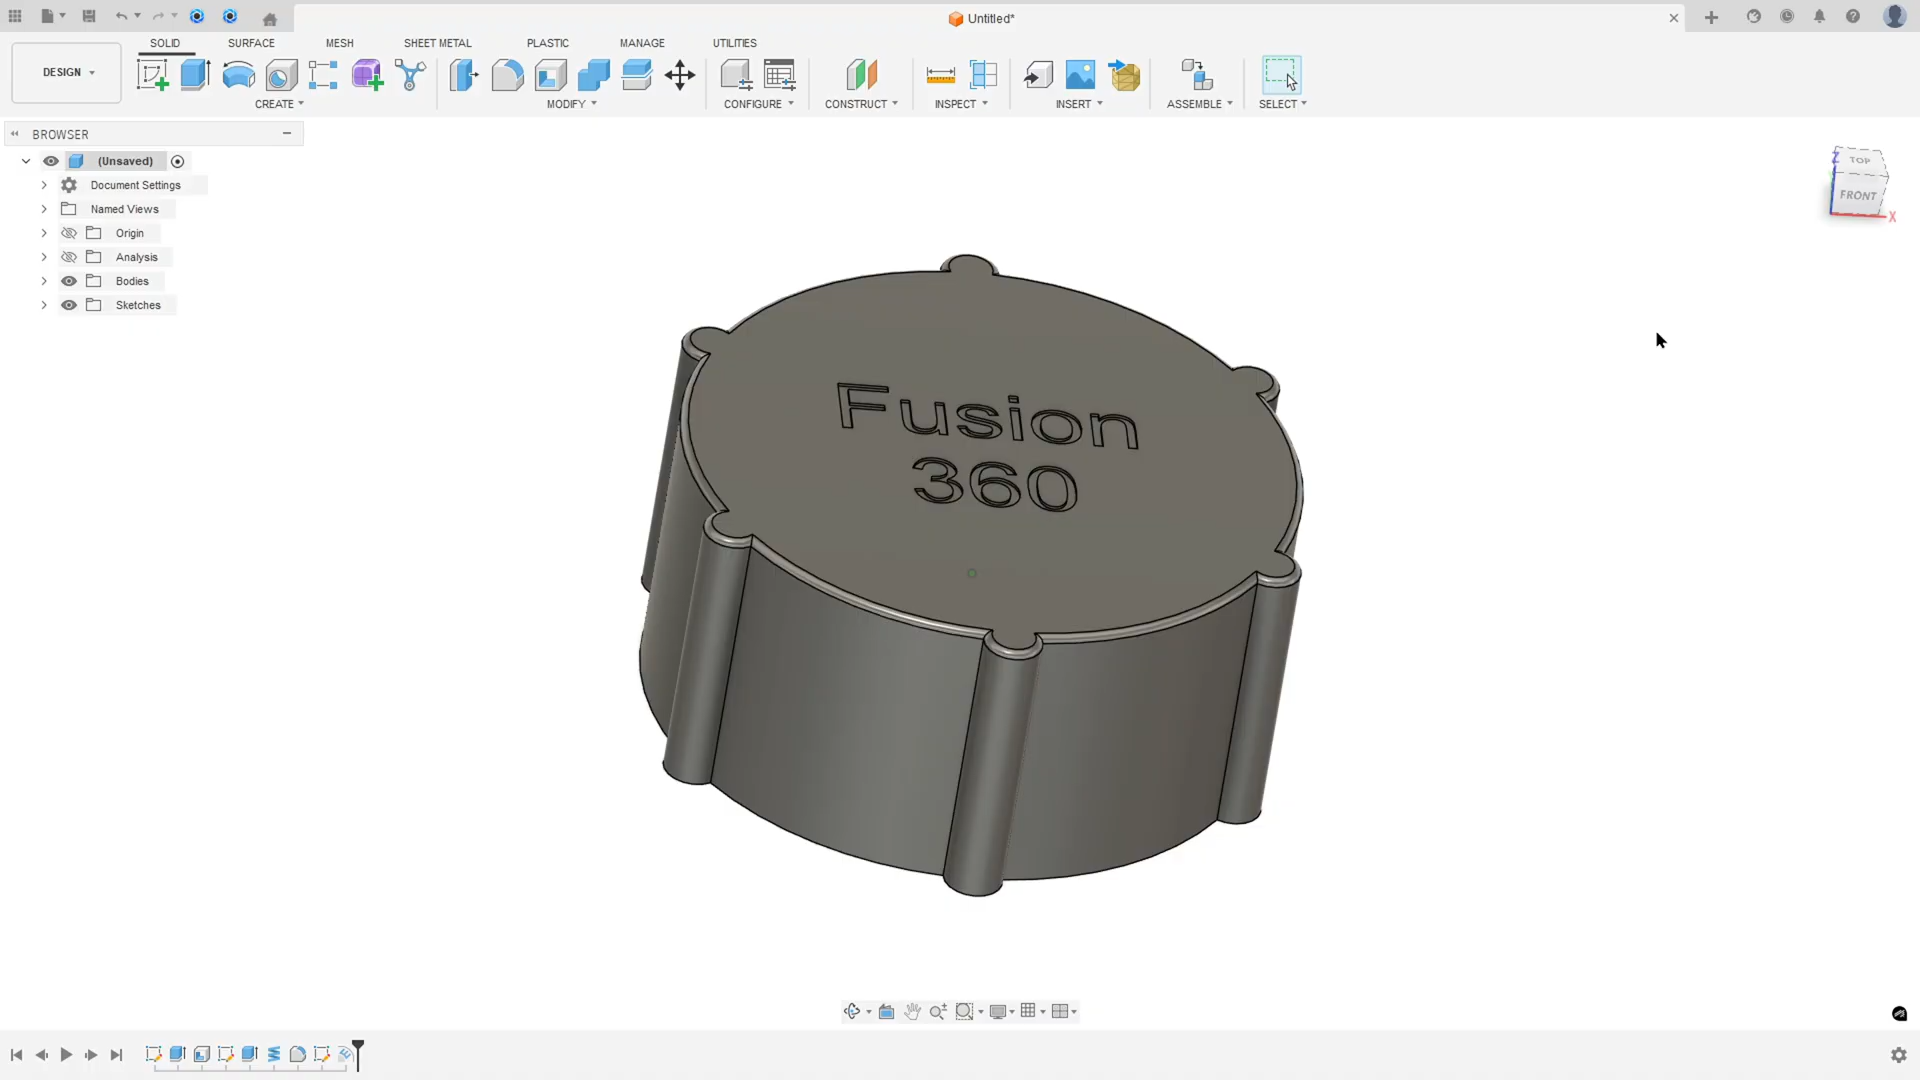 Untitled*
SOLID SURFACE MESH SHEET METAL PLASTIC MANAGE UTILITIES
DESIGN
CREATE MODIFY CONFIGURE CONSTRUCT INSPECT INSERT ASSEMBLE SELECT
BROWSER
(Unsaved)
Document Settings
Named Views
Origin
Analysis
Bodies
Sketches
Z
TOP
FRONT
X
Fusion
360